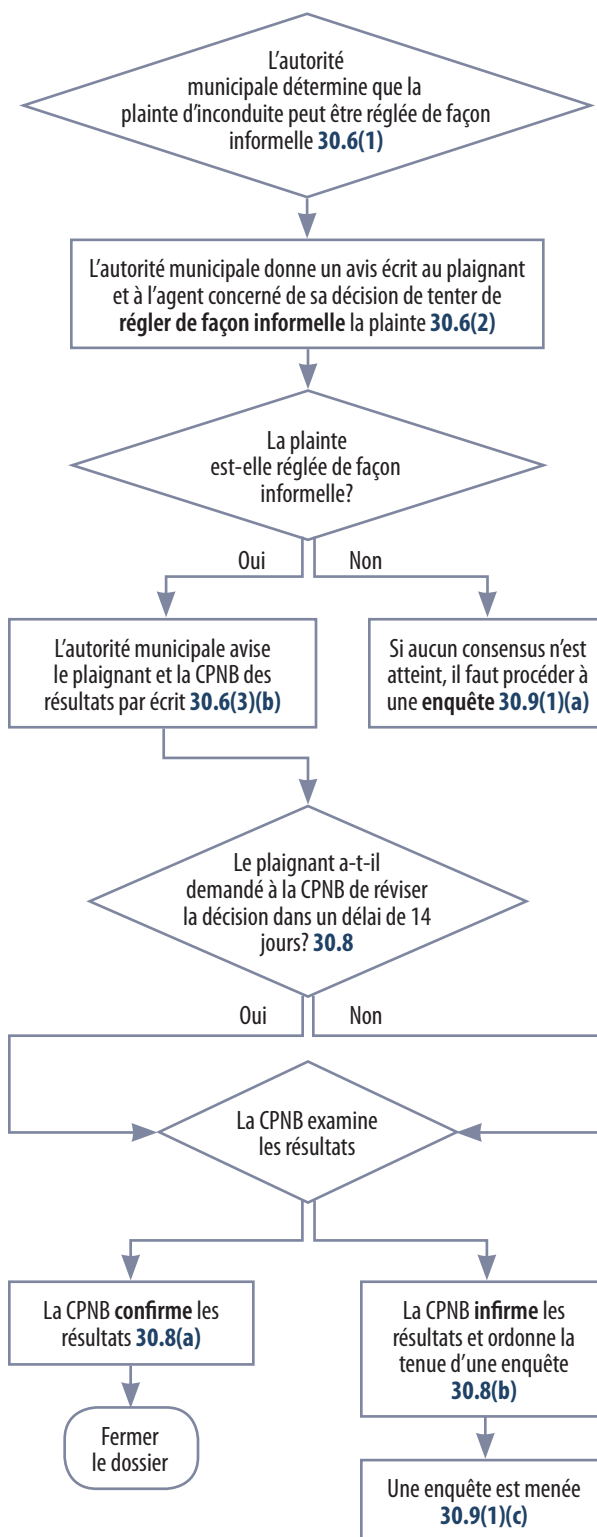 L'autorité
municipale détermine que la
plainte d'inconduite peut être réglée de façon
informelle 30.6(1)
L'autorité municipale donne un avis écrit au plaignant
et à l'agent concerné de sa décision de tenter de
régler de façon informelle la plainte 30.6(2)
La plainte
est-elle réglée de façon
informelle?
Oui
Non
L'autorité municipale avise
le plaignant et la CPNB des
résultats par écrit 30.6(3)(b)
Si aucun consensus n'est
atteint, il faut procéder à
une enquête 30.9(1)(a)
Le plaignant a-t-il
demandé à la CPNB de réviser
la décision dans un délai de 14
jours? 30.8
Oui
Non
La CPNB examine
les résultats
La CPNB confirme les
résultats 30.8(a)
La CPNB infirme les
résultats et ordonne la
tenue d'une enquête
30.8(b)
Fermer
le dossier
Une enquête est menée
30.9(1)(c)